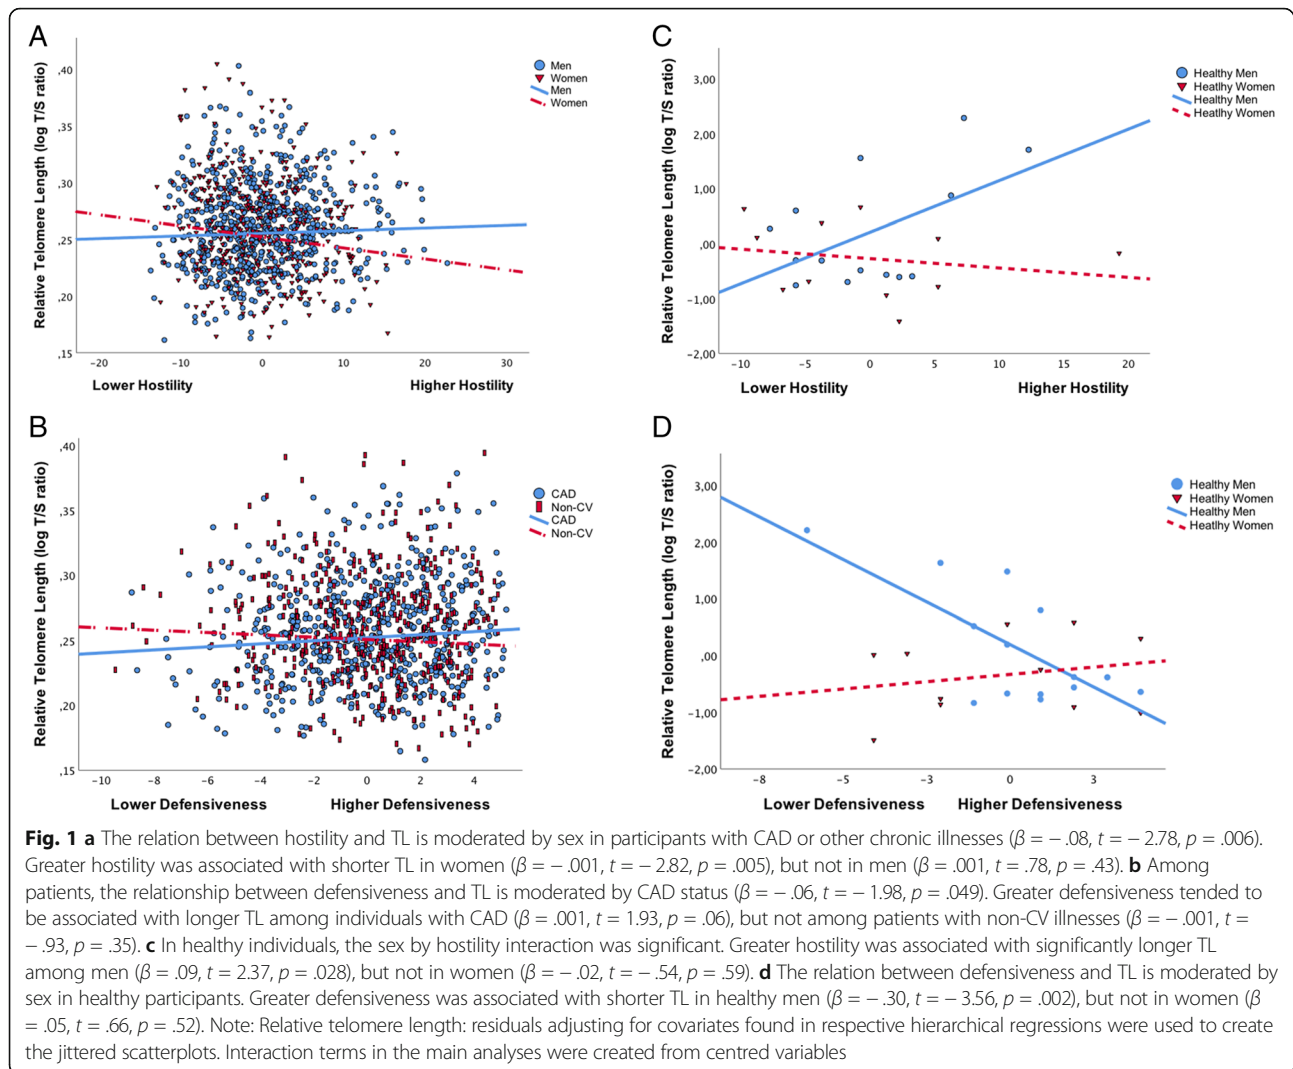 A
Relative Telomere Length (log T/S ratio)
,40
,35
,30
,25
,20
,15
-20 -10 0 10 20 30
Lower Hostility Higher Hostility
Men
Women
Men
Women
C
Relative Telomere Length (log T/S ratio)
3,00
2,00
1,00
,00
-1,00
-2,00
-10 -5 0 5 10 15 20
Lower Hostility Higher Hostility
Healthy Men
Heatlhy Women
Healthy Men
Heatlhy Women
B
Relative Telomere Length (log T/S ratio)
,40
,35
,30
,25
,20
,15
-10 -8 -6 -4 -2 0 2 4
Lower Defensiveness Higher Defensiveness
CAD
Non-CV
CAD
Non-CV
D
Relative Telomere Length (log T/S ratio)
3,00
2,00
1,00
,00
-1,00
-2,00
-8 -5 -3 0 3
Lower Defensiveness Higher Defensiveness
Healthy Men
Heatlhy Women
Healthy Men
Heatlhy Women
Fig. 1 a The relation between hostility and TL is moderated by sex in participants with CAD or other chronic illnesses (β = − .08, t = − 2.78, p = .006).
Greater hostility was associated with shorter TL in women (β = − .001, t = − 2.82, p = .005), but not in men (β = .001, t = .78, p = .43). b Among
patients, the relationship between defensiveness and TL is moderated by CAD status (β = − .06, t = − 1.98, p = .049). Greater defensiveness tended to
be associated with longer TL among individuals with CAD (β = .001, t = 1.93, p = .06), but not among patients with non-CV illnesses (β = − .001, t =
− .93, p = .35). c In healthy individuals, the sex by hostility interaction was significant. Greater hostility was associated with significantly longer TL
among men (β = .09, t = 2.37, p = .028), but not in women (β = − .02, t = − .54, p = .59). d The relation between defensiveness and TL is moderated by
sex in healthy participants. Greater defensiveness was associated with shorter TL in healthy men (β = − .30, t = − 3.56, p = .002), but not in women (β
= .05, t = .66, p = .52). Note: Relative telomere length: residuals adjusting for covariates found in respective hierarchical regressions were used to create
the jittered scatterplots. Interaction terms in the main analyses were created from centred variables